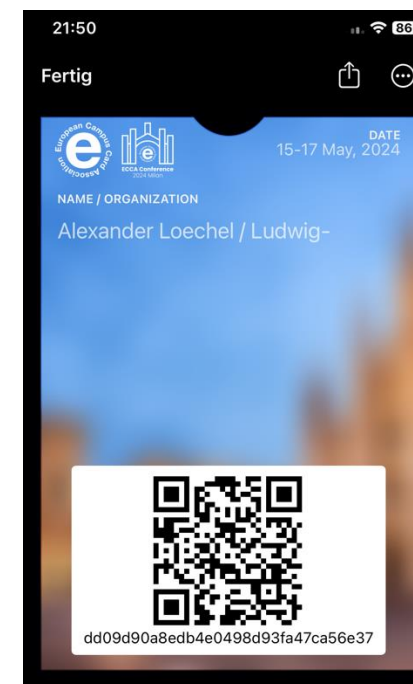 21:50
86
Fertig
European Campus Card Association
e
e
ECCA Conference
2024 Milan
DATE
15-17 May, 2024
NAME / ORGANIZATION
Alexander Loechel / Ludwig-
dd09d90a8edb4e0498d93fa47ca56e37